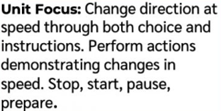 Unit Focus: Change direction at
speed through both choice and
instructions. Perform actions
demonstrating changes in
speed. Stop, start, pause,
prepare.